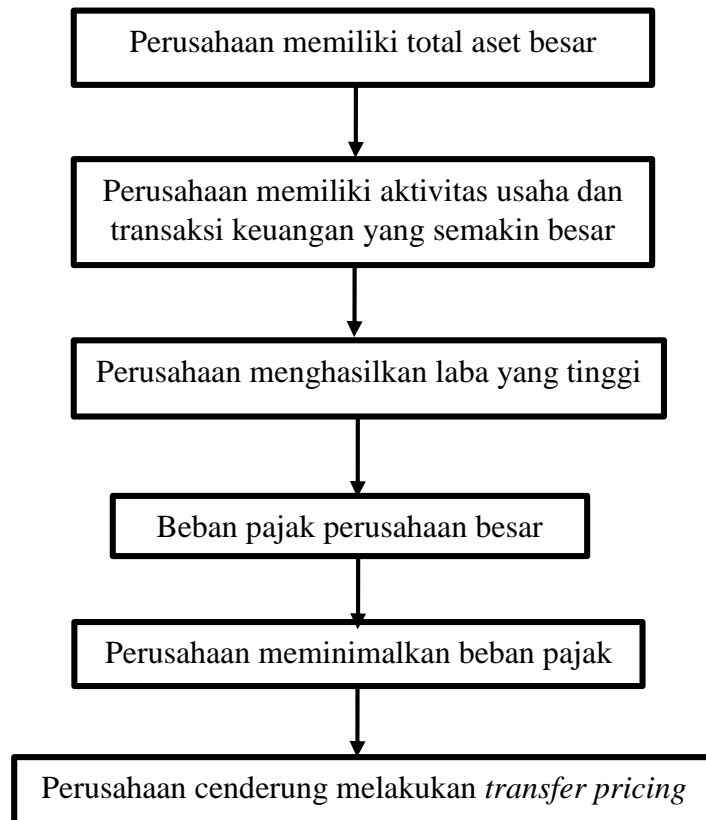 Perusahaan memiliki total aset besar
Perusahaan memiliki aktivitas usaha dan
transaksi keuangan yang semakin besar
Perusahaan menghasilkan laba yang tinggi
Beban pajak perusahaan besar
Perusahaan meminimalkan beban pajak
Perusahaan cenderung melakukan transfer pricing